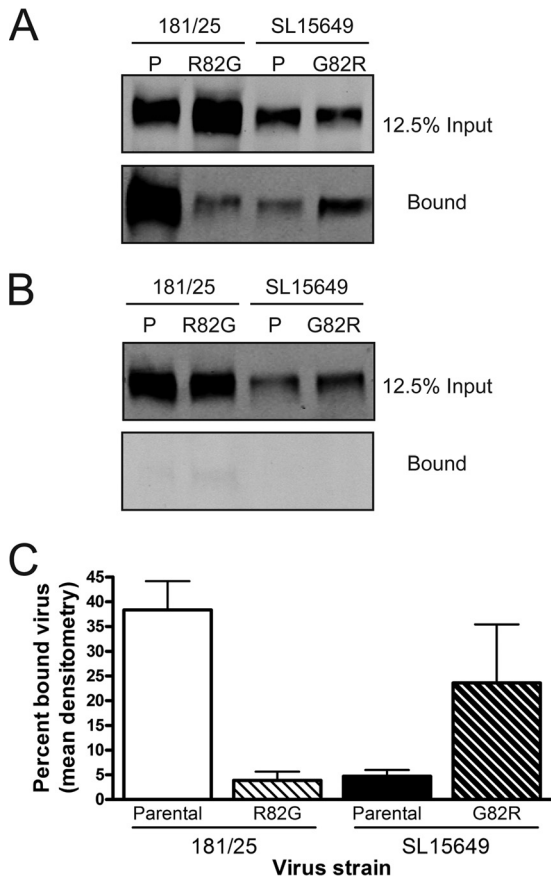 A
181/25 SL15649
P R82G P G82R
12.5% Input
Bound
B
181/25 SL15649
P R82G P G82R
12.5% Input
Bound
C
Percent bound virus
(mean densitometry)
45
40
35
30
25
20
15
10
5
0
Parental R82G Parental G82R
181/25 SL15649
Virus strain